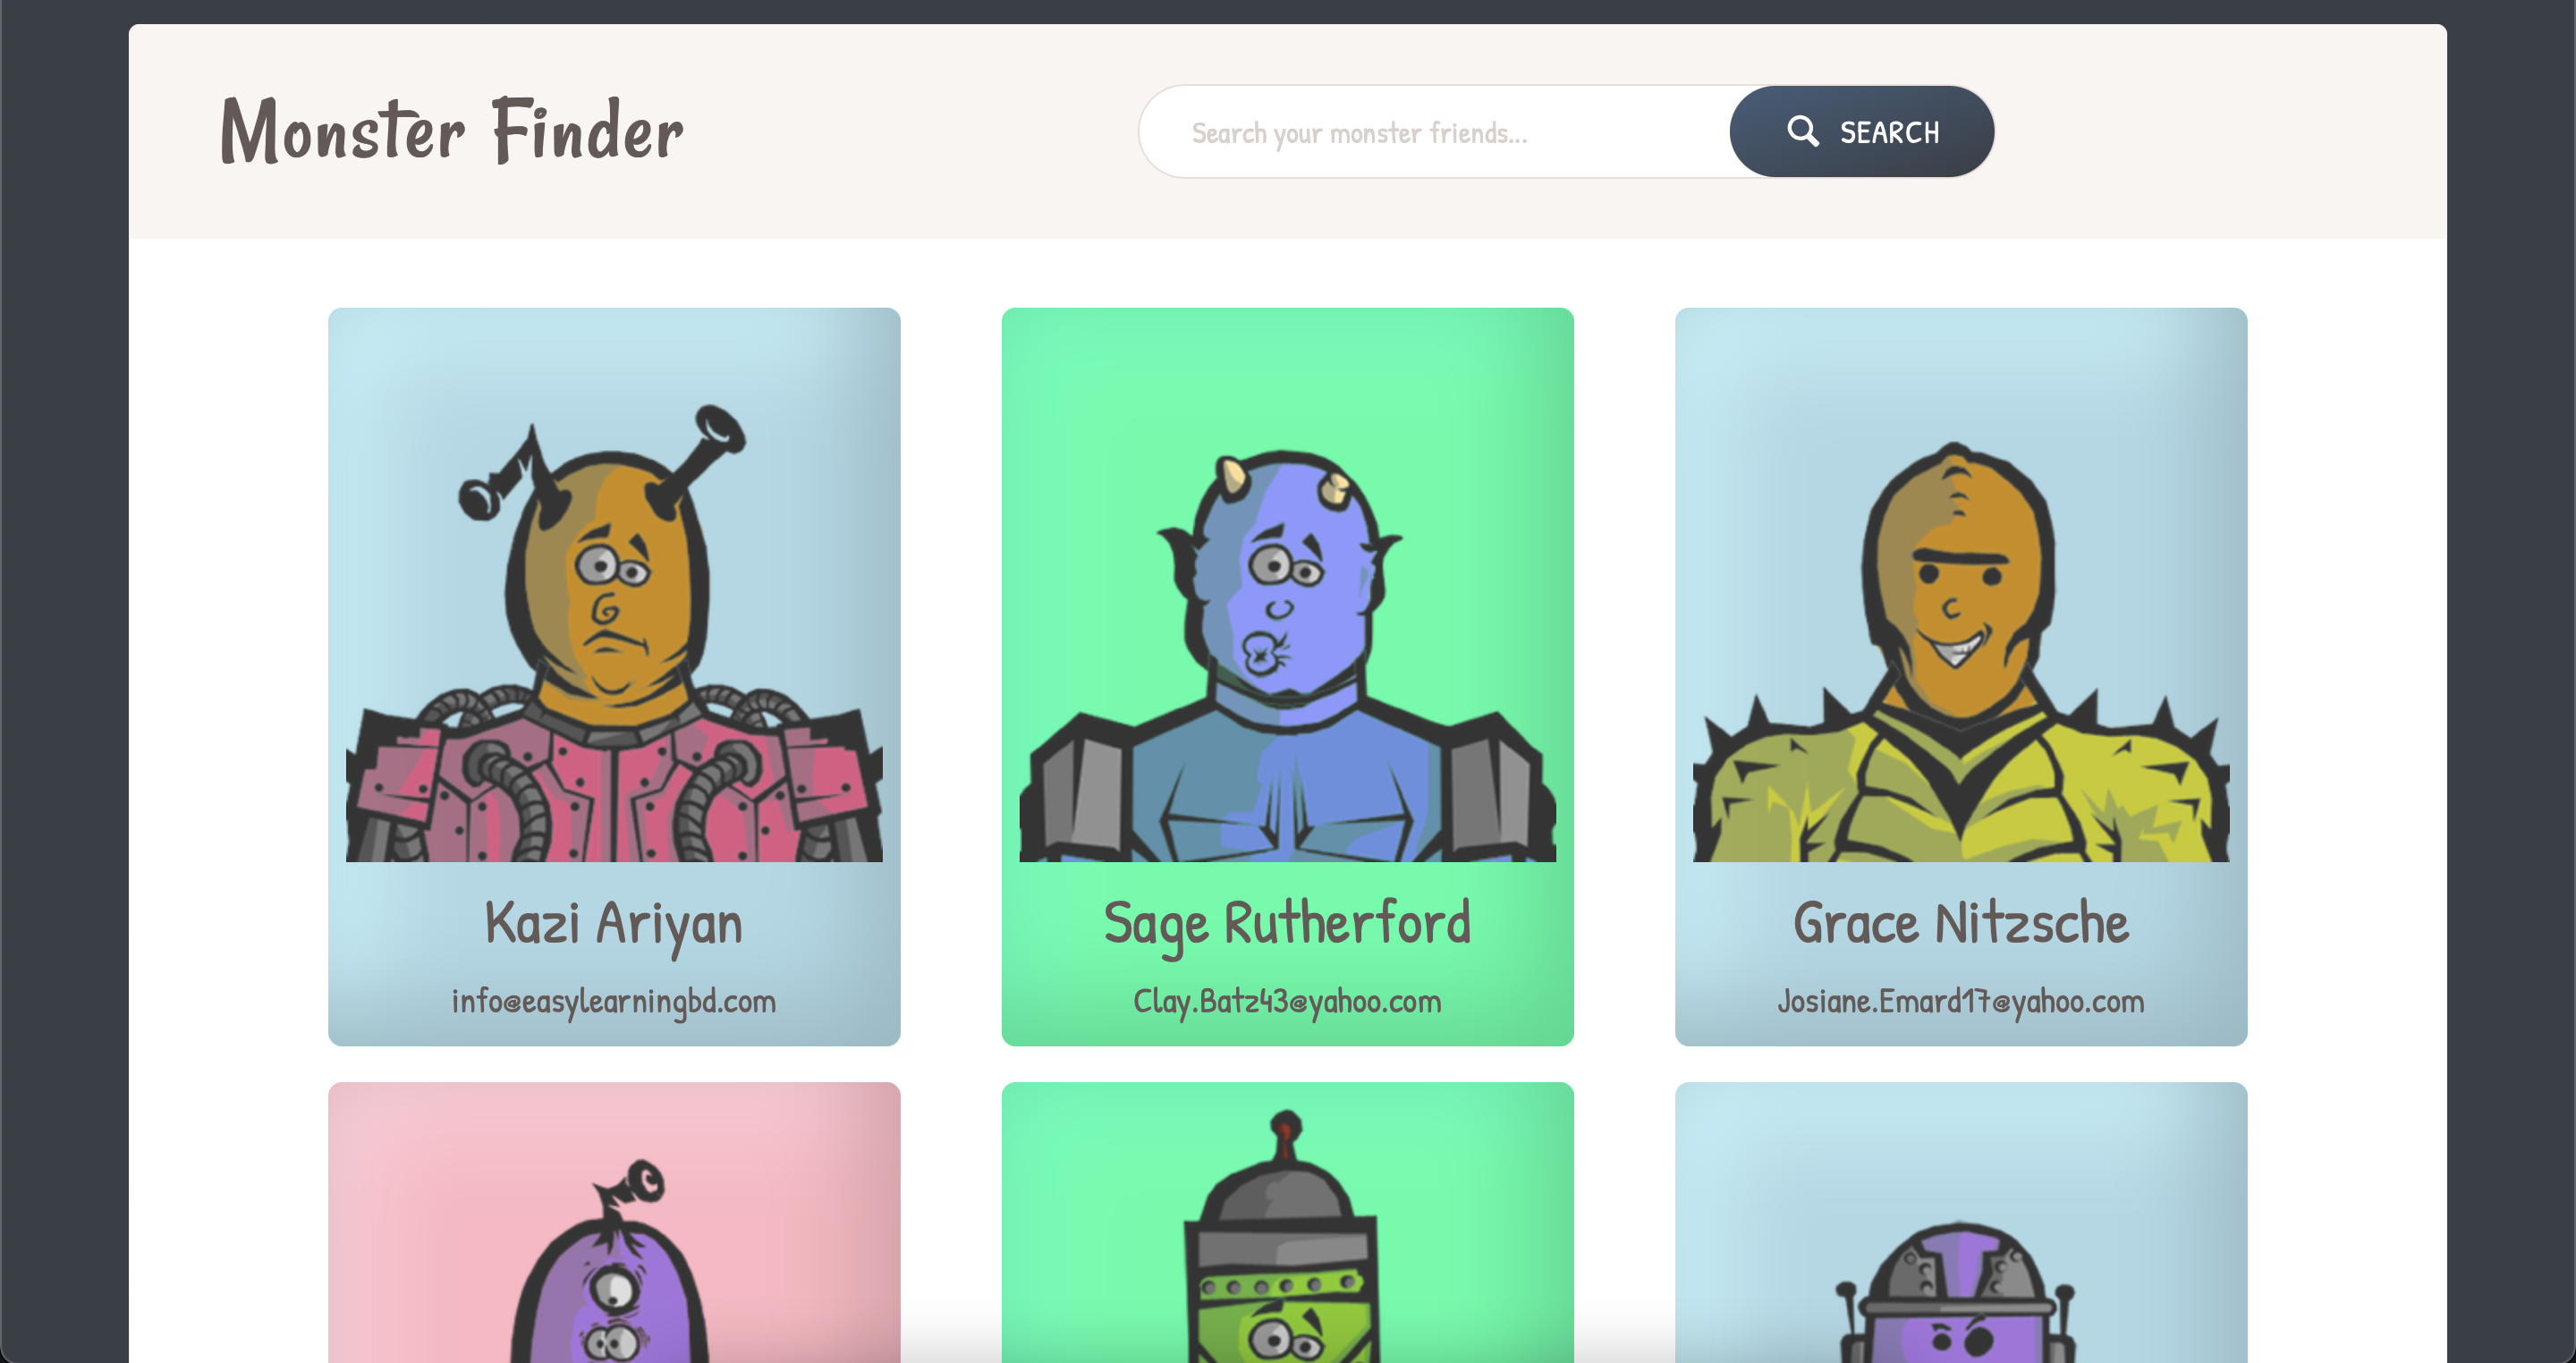 Monster Finder
Search your monster friends...
SEARCH
Kazi Ariyan
Sage Rutherford
Grace Nitzsche
info@easylearningbd.com
Clay.Batz43@yahoo.com
Josiane.Emard17@yahoo.com